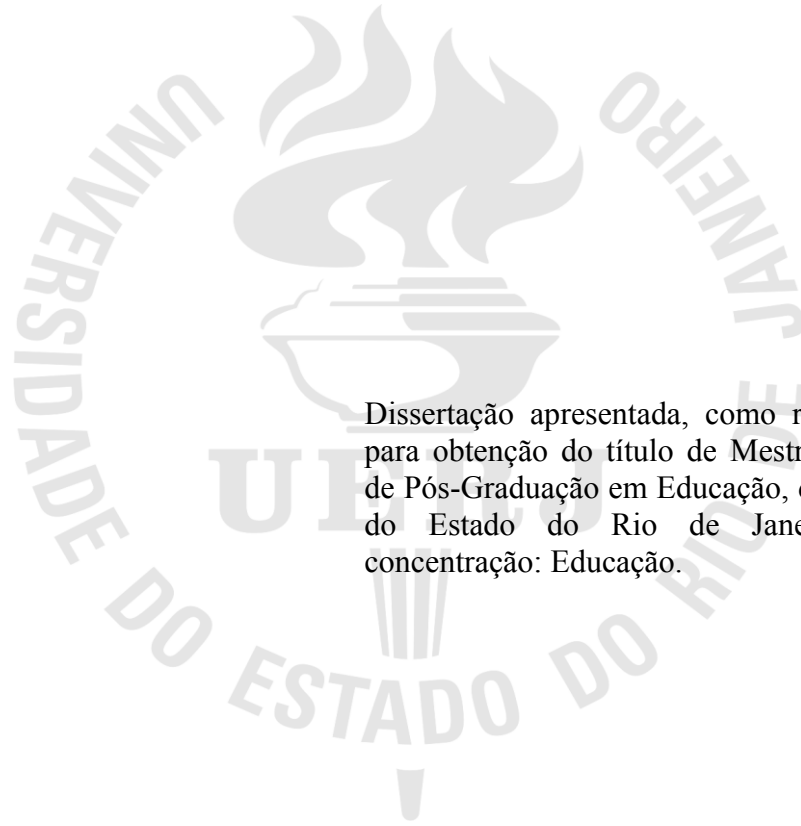 UNIVERSIDADE DO ESTADO DO RIO DE JANEIRO
UERJ
Dissertação apresentada, como
para obtenção do título de
de Pós-Graduação em Educação,
do Estado do Rio de
concentração: Educação.